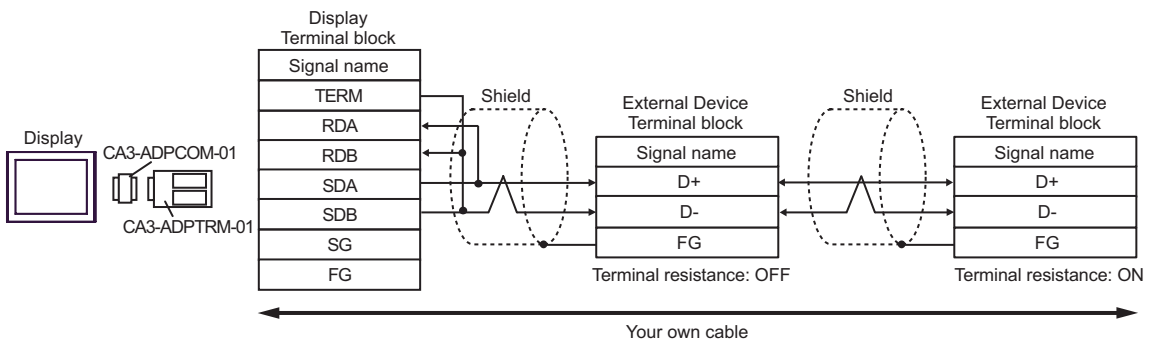 Display
CA3-ADPCOM-01
CA3-ADPTRM-01
Display
Terminal block
Signal name
TERM
RDA
RDB
SDA
SDB
SG
FG
Shield
External Device
Terminal block
Signal name
D+
D-
FG
Terminal resistance: OFF
Shield
External Device
Terminal block
Signal name
D+
D-
FG
Terminal resistance: ON
Your own cable